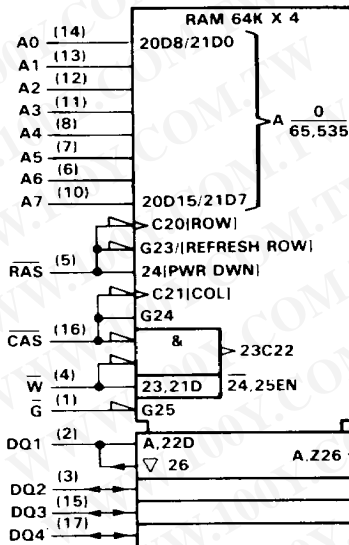 RAM 64K X 4
A0 (14) 20D8/21D0
A1 (13)
A2 (12)
A3 (11)
A4 (8)
A5 (7)
A6 (6)
A7 (10) 20D15/21D7
A 0
65,535
C20[ROW]
G23/[REFRESH ROW]
RAS (5) 24[PWR DWN]
C21[COL]
G24
CAS (16) &
23C22
W (4) 23,21D 24,25EN
G (1) G25
DQ1 (2) A,22D
▽ 26 A.Z26
DQ2 (3)
DQ3 (15)
DQ4 (17)